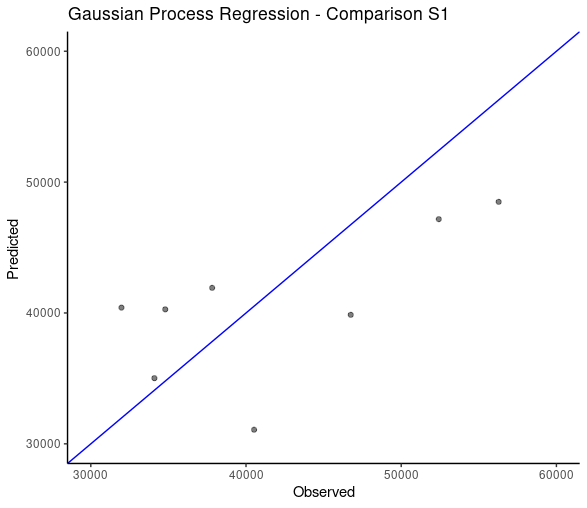 Gaussian Process Regression - Comparison S1
60000
50000
40000
30000
Predicted
30000 40000 50000 60000
Observed